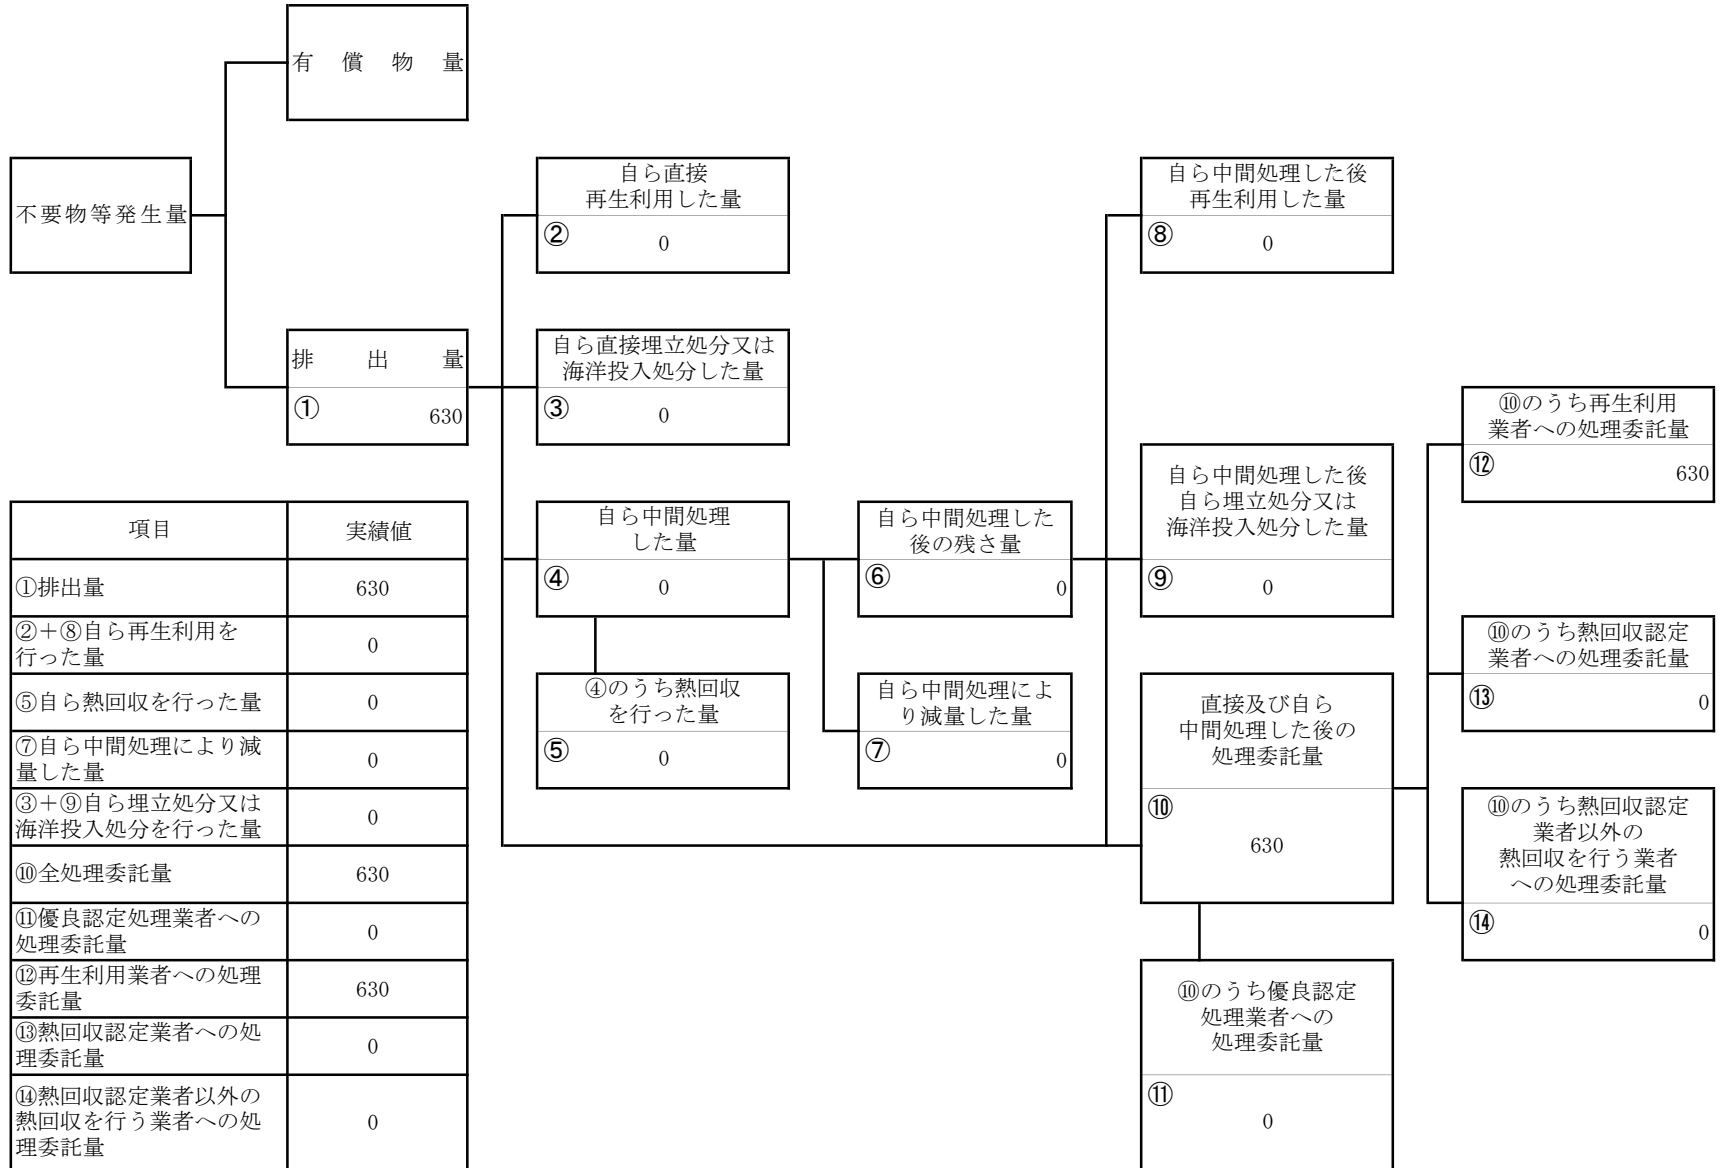 有償物量
不要物等発生量
排出量
①
630
自ら直接
再生利用した量
②
0
自ら直接埋立処分又は
海洋投入処分した量
③
0
自ら中間処理
した量
④
0
④のうち熱回収
を行った量
⑤
0
自ら中間処理した
後の残さ量
⑥
0
自ら中間処理によ
り減量した量
⑦
0
自ら中間処理した後
再生利用した量
⑧
0
自ら中間処理した後
自ら埋立処分又は
海洋投入処分した量
⑨
0
直接及び自ら
中間処理した後の
処理委託量
⑩
630
⑩のうち優良認定
処理業者への
処理委託量
⑪
0
⑩のうち再生利用
業者への処理委託量
⑫
630
⑩のうち熱回収認定
業者への処理委託量
⑬
0
⑩のうち熱回収認定
業者以外の
熱回収を行う業者
への処理委託量
⑭
0
項目 実績値
①排出量 630
②＋⑧自ら再生利用を
行った量 0
⑤自ら熱回収を行った量 0
⑦自ら中間処理により減
量した量 0
③＋⑨自ら埋立処分又は
海洋投入処分を行った量 0
⑩全処理委託量 630
⑪優良認定処理業者への
処理委託量 0
⑫再生利用業者への処理
委託量 630
⑬熱回収認定業者への処
理委託量 0
⑭熱回収認定業者以外の
熱回収を行う業者への処
理委託量 0